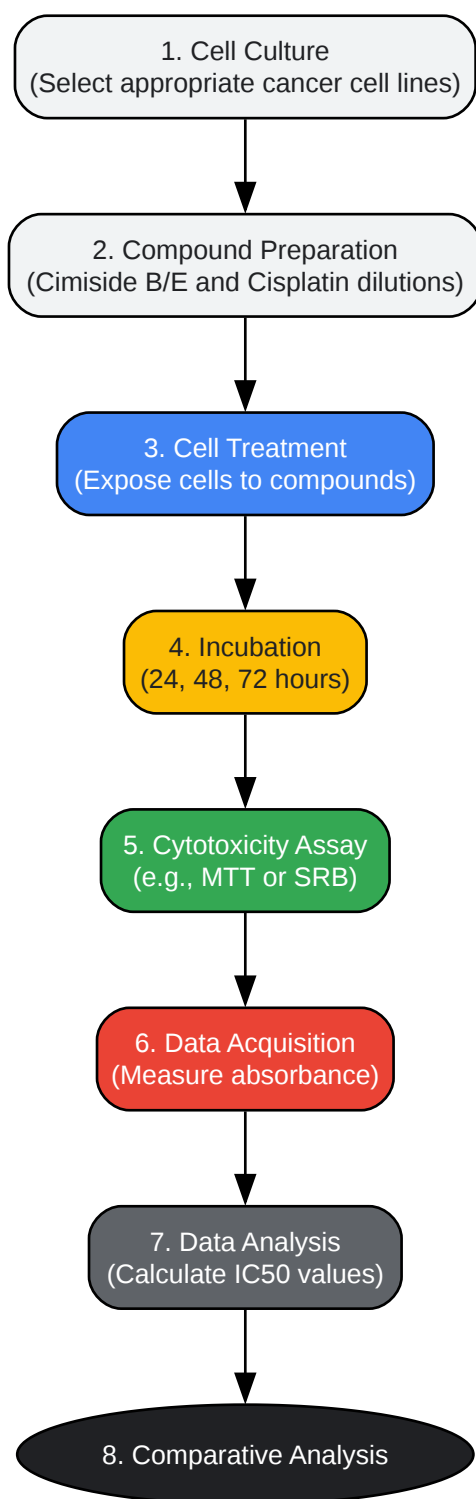 1. Cell Culture
(Select appropriate cancer cell lines)
2. Compound Preparation
(Cimiside B/E and Cisplatin dilutions)
3. Cell Treatment
(Expose cells to compounds)
4. Incubation
(24, 48, 72 hours)
5. Cytotoxicity Assay
(e.g., MTT or SRB)
6. Data Acquisition
(Measure absorbance)
7. Data Analysis
(Calculate IC50 values)
8. Comparative Analysis